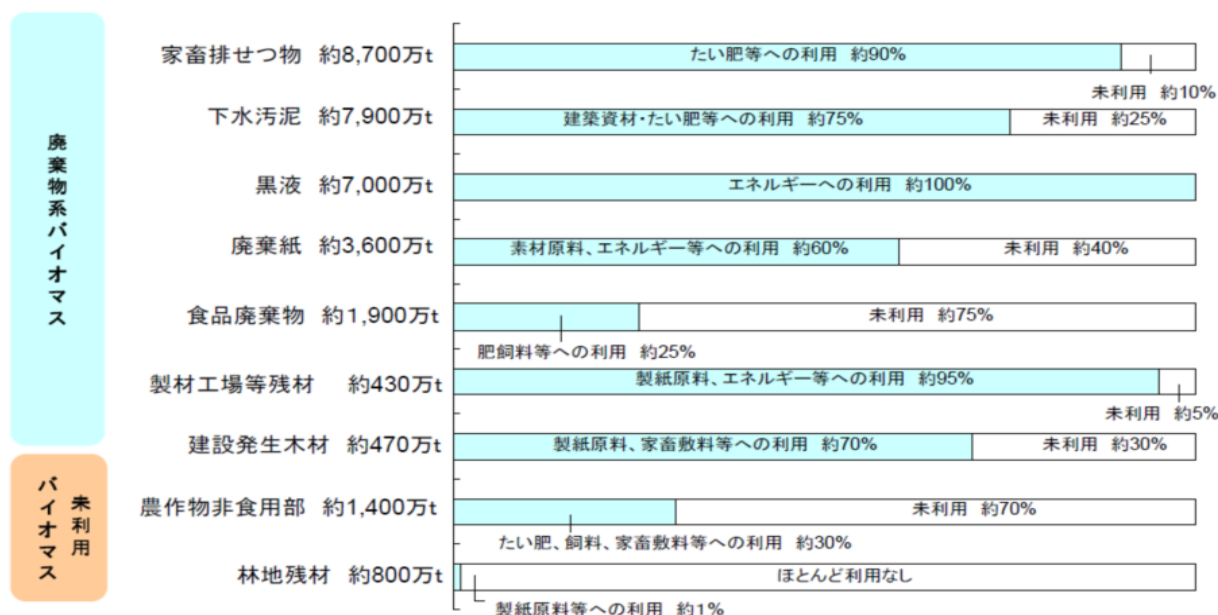 廃棄物系バイオマス
家畜排せつ物 約8,700万t
たい肥等への利用 約90%
未利用 約10%
下水汚泥 約7,900万t
建築資材・たい肥等への利用 約75%
未利用 約25%
黒液 約7,000万t
エネルギーへの利用 約100%
廃棄紙 約3,600万t
素材原料、エネルギー等への利用 約60%
未利用 約40%
食品廃棄物 約1,900万t
未利用 約75%
肥飼料等への利用 約25%
製材工場等残材 約430万t
製紙原料、エネルギー等への利用 約95%
未利用 約5%
建設発生木材 約470万t
製紙原料、家畜敷料等への利用 約70%
未利用 約30%
未利用
バイオマス
農作物非食用部 約1,400万t
未利用 約70%
たい肥、飼料、家畜敷料等への利用 約30%
林地残材 約800万t
ほとんど利用なし
製紙原料等への利用 約1%